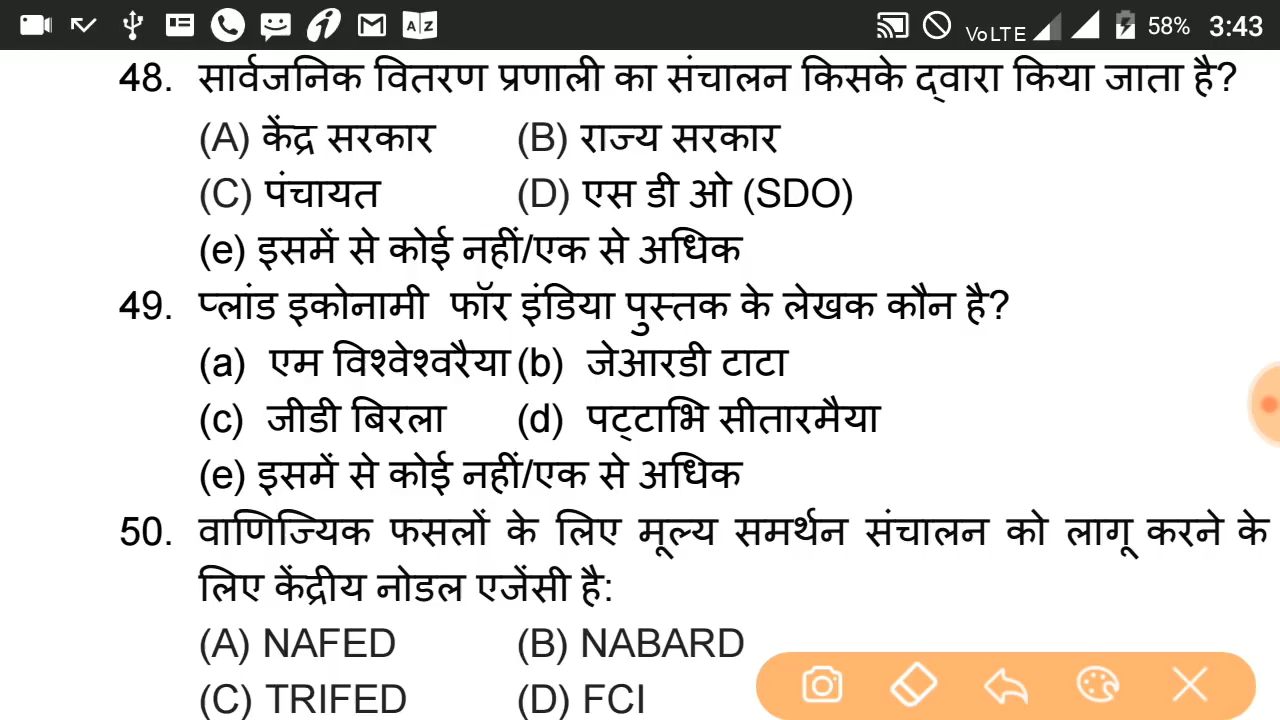 VoLTE 58% 3:43
48. सार्वजनिक वितरण प्रणाली का संचालन किसके द्वारा किया जाता है?
(A) केंद्र सरकार (B) राज्य सरकार
(C) पंचायत (D) एस डी ओ (SDO)
(e) इसमें से कोई नहीं/एक से अधिक
49. प्लांड इकोनामी फॉर इंडिया पुस्तक के लेखक कौन है?
(a) एम विश्वेश्वरैया (b) जेआरडी टाटा
(c) जीडी बिरला (d) पट्टाभि सीतारमैया
(e) इसमें से कोई नहीं/एक से अधिक
50. वाणिज्यिक फसलों के लिए मूल्य समर्थन संचालन को लागू करने के
लिए केंद्रीय नोडल एजेंसी है:
(A) NAFED (B) NABARD
(C) TRIFED (D) FCI